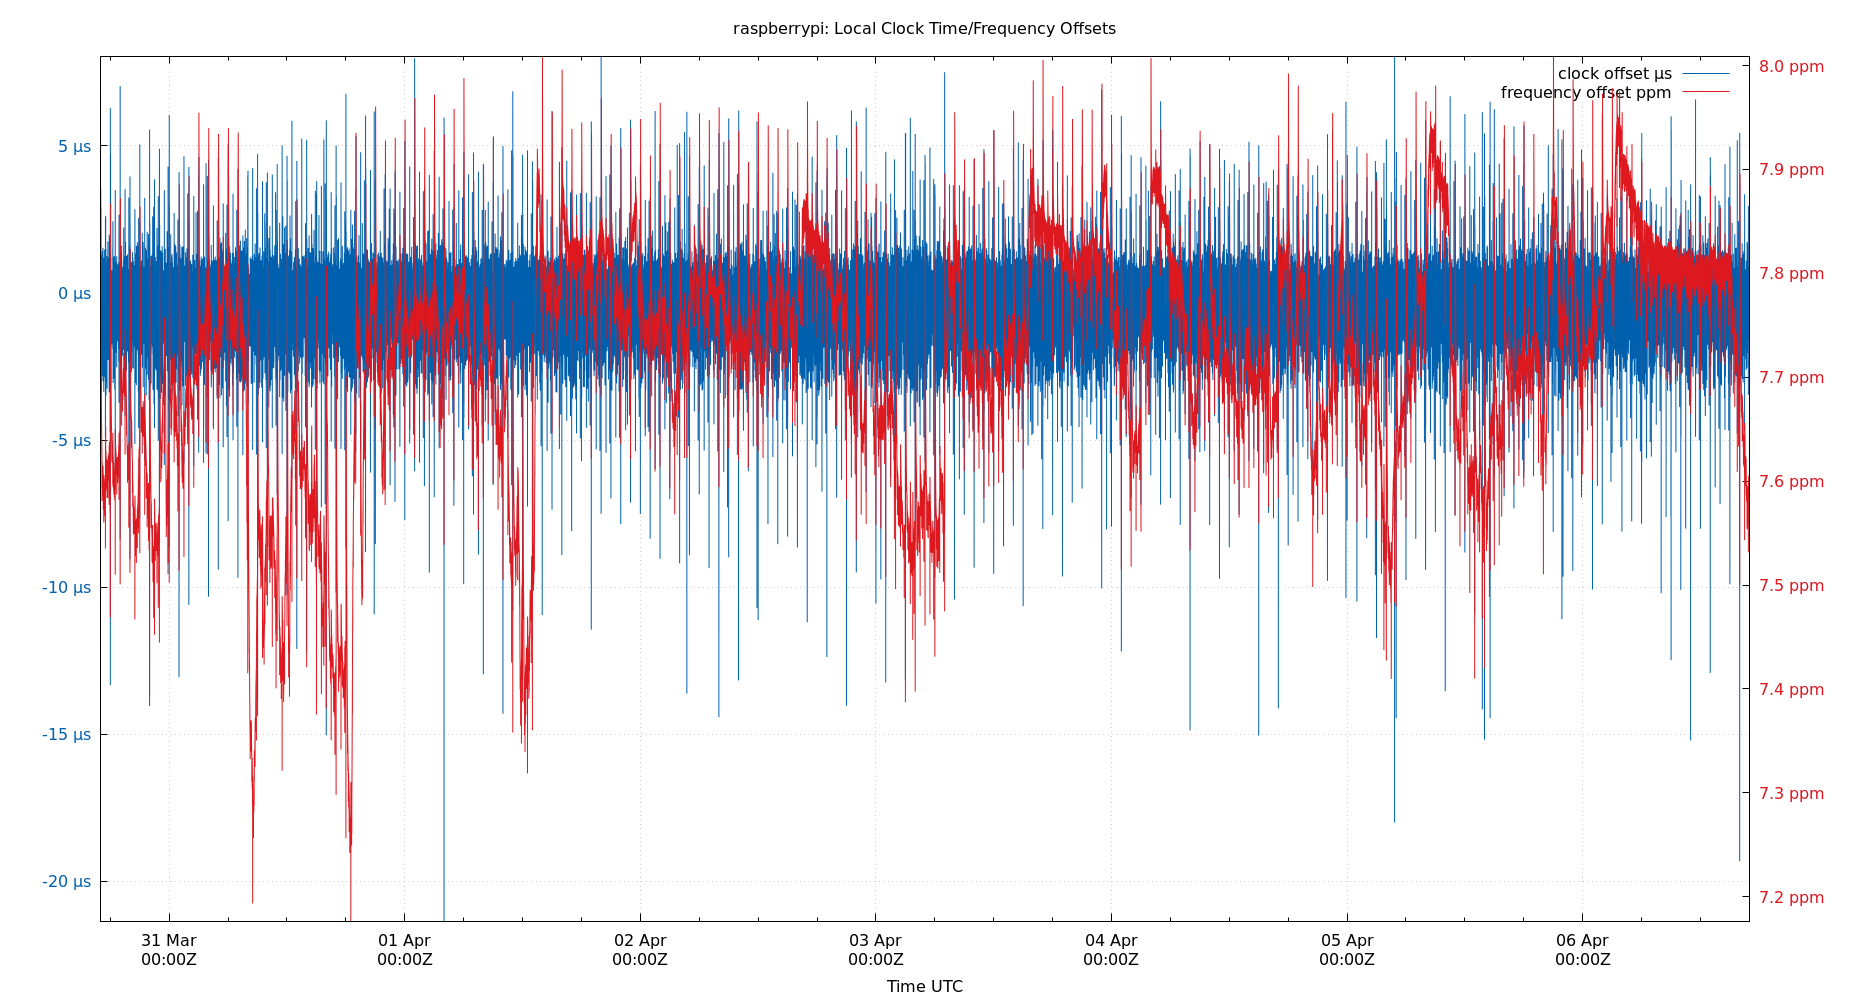 raspberrypi: Local Clock Time/Frequency Offsets
clock offset µs
frequency offset ppm
5 µs
0 µs
-5 µs
-10 µs
-15 µs
-20 µs
8.0 ppm
7.9 ppm
7.8 ppm
7.7 ppm
7.6 ppm
7.5 ppm
7.4 ppm
7.3 ppm
7.2 ppm
31 Mar
00:00Z
01 Apr
00:00Z
02 Apr
00:00Z
03 Apr
00:00Z
04 Apr
00:00Z
05 Apr
00:00Z
06 Apr
00:00Z
Time UTC